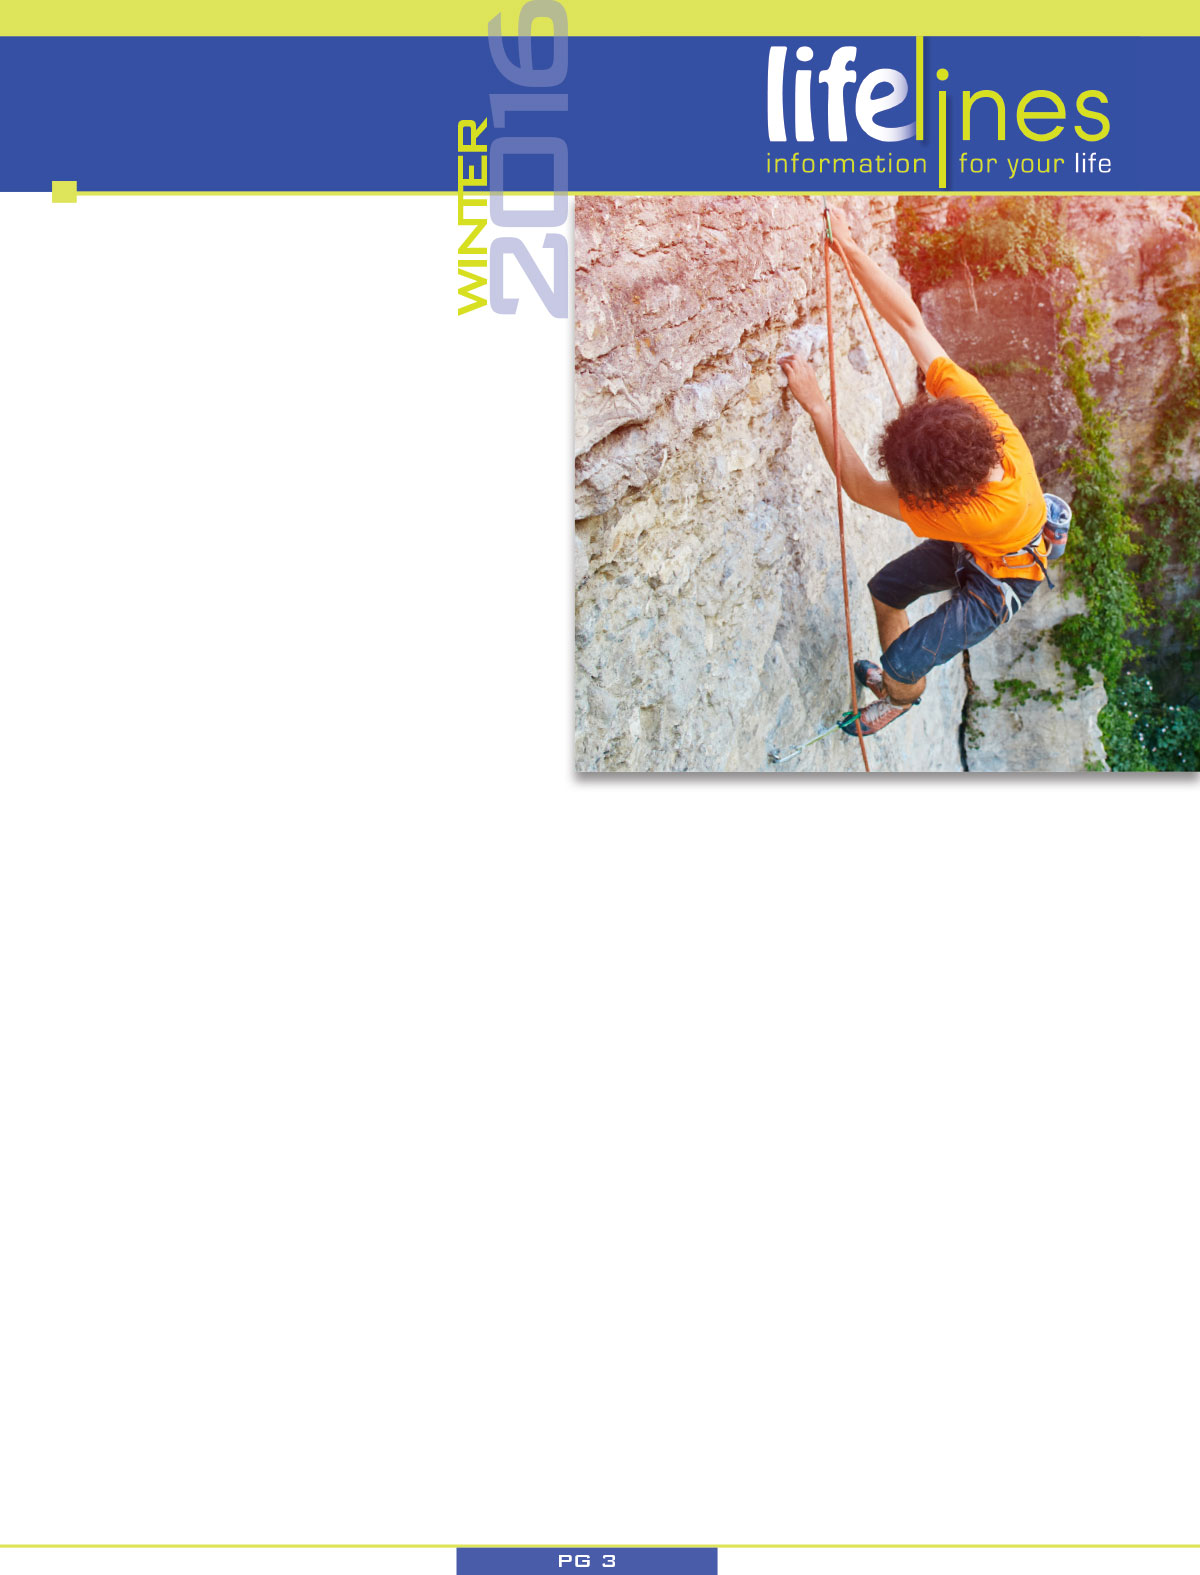 WINTER
2016
lifelines
information for your life
PG 3